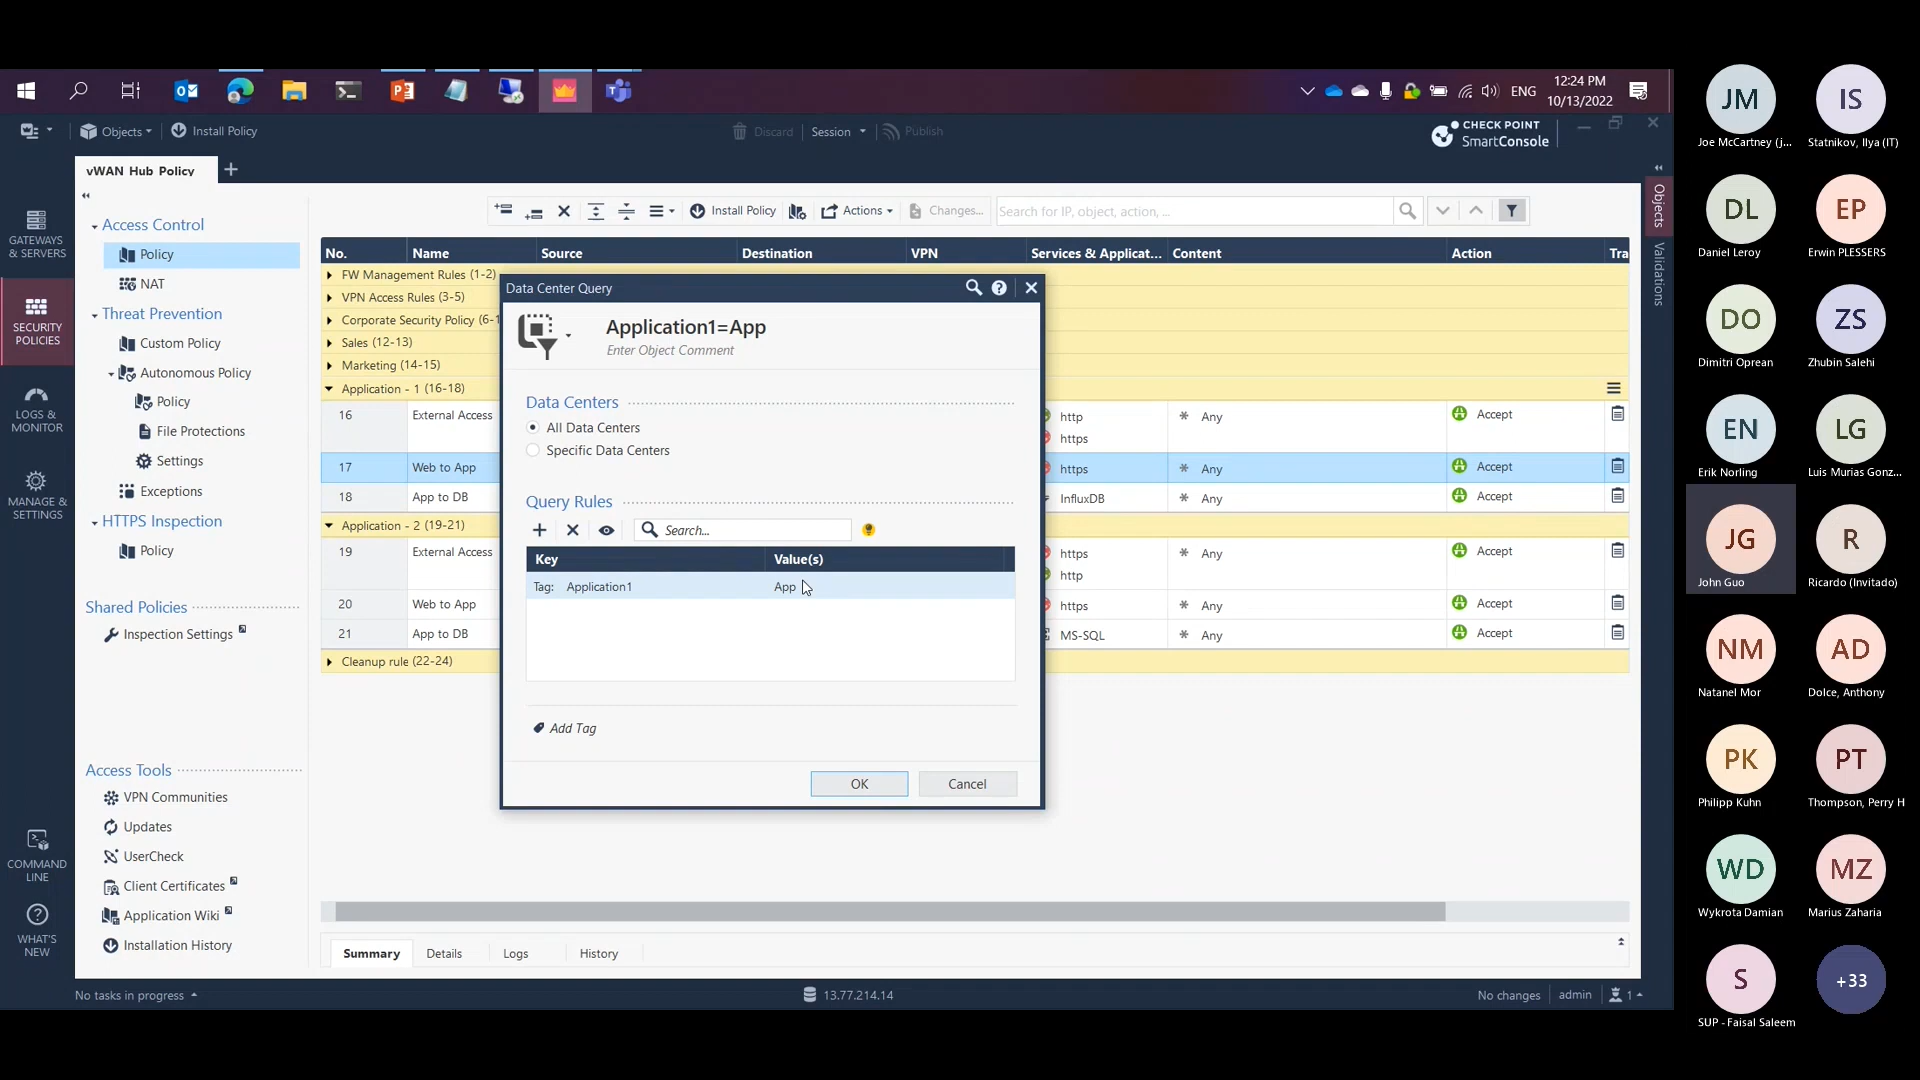 12:24 PM
ENG
10/13/2022
Objects
Install Policy
Discard
Session
Publish
CHECK POINT
SmartConsole
vWAN Hub Policy
GATEWAYS
& SERVERS
SECURITY
POLICIES
LOGS &
MONITOR
MANAGE &
SETTINGS
COMMAND
LINE
WHAT'S
NEW
Access Control
Policy
NAT
Threat Prevention
Custom Policy
Autonomous Policy
Policy
File Protections
Settings
Exceptions
HTTPS Inspection
Policy
Shared Policies
Inspection Settings
Access Tools
VPN Communities
Updates
UserCheck
Client Certificates
Application Wiki
Installation History
Install Policy
Actions
Changes...
Search for IP, object, action, ...
No. Name Source Destination VPN Services & Applicat... Content Action Tra
FW Management Rules (1-2)
VPN Access Rules (3-5)
Corporate Security Policy (6-1
Sales (12-13)
Marketing (14-15)
Application - 1 (16-18)
16 External Access http Any Accept
https
17 Web to App https Any Accept
18 App to DB InfluxDB Any Accept
Application - 2 (19-21)
19 External Access https Any Accept
http
20 Web to App https Any Accept
21 App to DB MS-SQL Any Accept
Cleanup rule (22-24)
Data Center Query
Application1=App
Enter Object Comment
Data Centers
All Data Centers
Specific Data Centers
Query Rules
Search...
Key Value(s)
Tag: Application1 App
Add Tag
OK Cancel
Summary Details Logs History
No tasks in progress
13.77.214.14
No changes admin 1
Objects
Validations
JM IS
Joe McCartney (j... Statnikov, Ilya (IT)
DL EP
Daniel Leroy Erwin PLESSERS
DO ZS
Dimitri Oprean Zhubin Salehi
EN LG
Erik Norling Luis Murias Gonz...
JG R
John Guo Ricardo (Invitado)
NM AD
Natanel Mor Dolce, Anthony
PK PT
Philipp Kuhn Thompson, Perry H
WD MZ
Wykrota Damian Marius Zaharia
S +33
SUP - Faisal Saleem